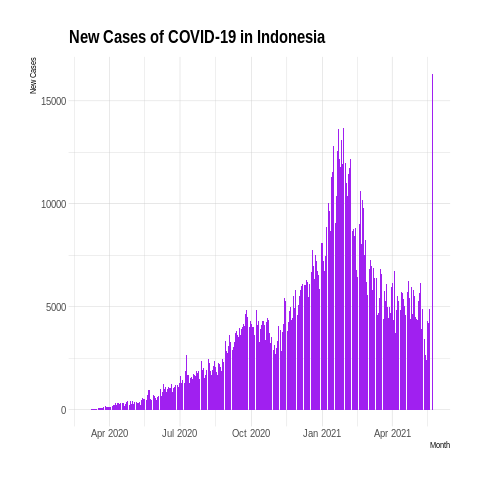 New Cases of COVID-19 in Indonesia
New Cases
15000
10000
5000
0
Apr 2020 Jul 2020 Oct 2020 Jan 2021 Apr 2021
Month